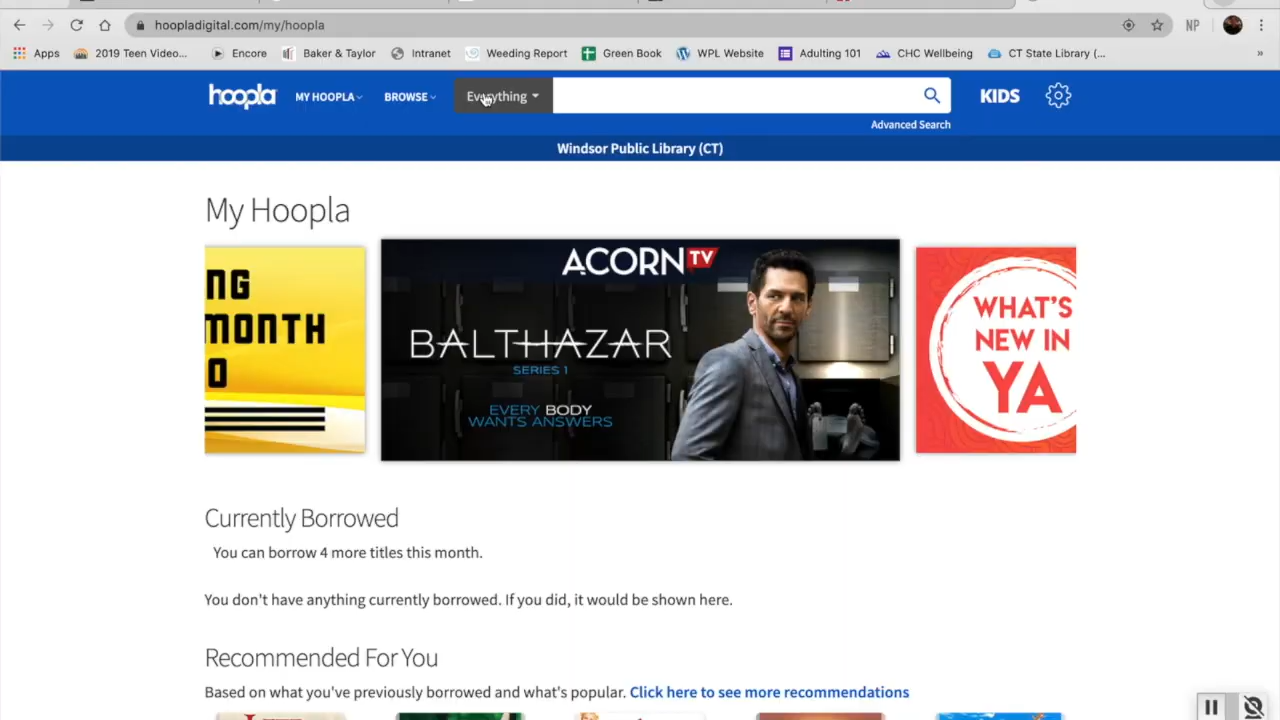 hoopladigital.com/my/hoopla
NP
Apps
2019 Teen Video...
Encore
Baker & Taylor
Intranet
Weeding Report
Green Book
WPL Website
Adulting 101
CHC Wellbeing
CT State Library (...
»
hoopla
MY HOOPLA
BROWSE
Everything
KIDS
Advanced Search
Windsor Public Library (CT)
My Hoopla
NG
MONTH
O
ACORN TV
BALTHAZAR
SERIES 1
EVERY BODY
WANTS ANSWERS
WHAT'S
NEW IN
YA
Currently Borrowed
You can borrow 4 more titles this month.
You don't have anything currently borrowed. If you did, it would be shown here.
Recommended For You
Based on what you've previously borrowed and what's popular. Click here to see more recommendations